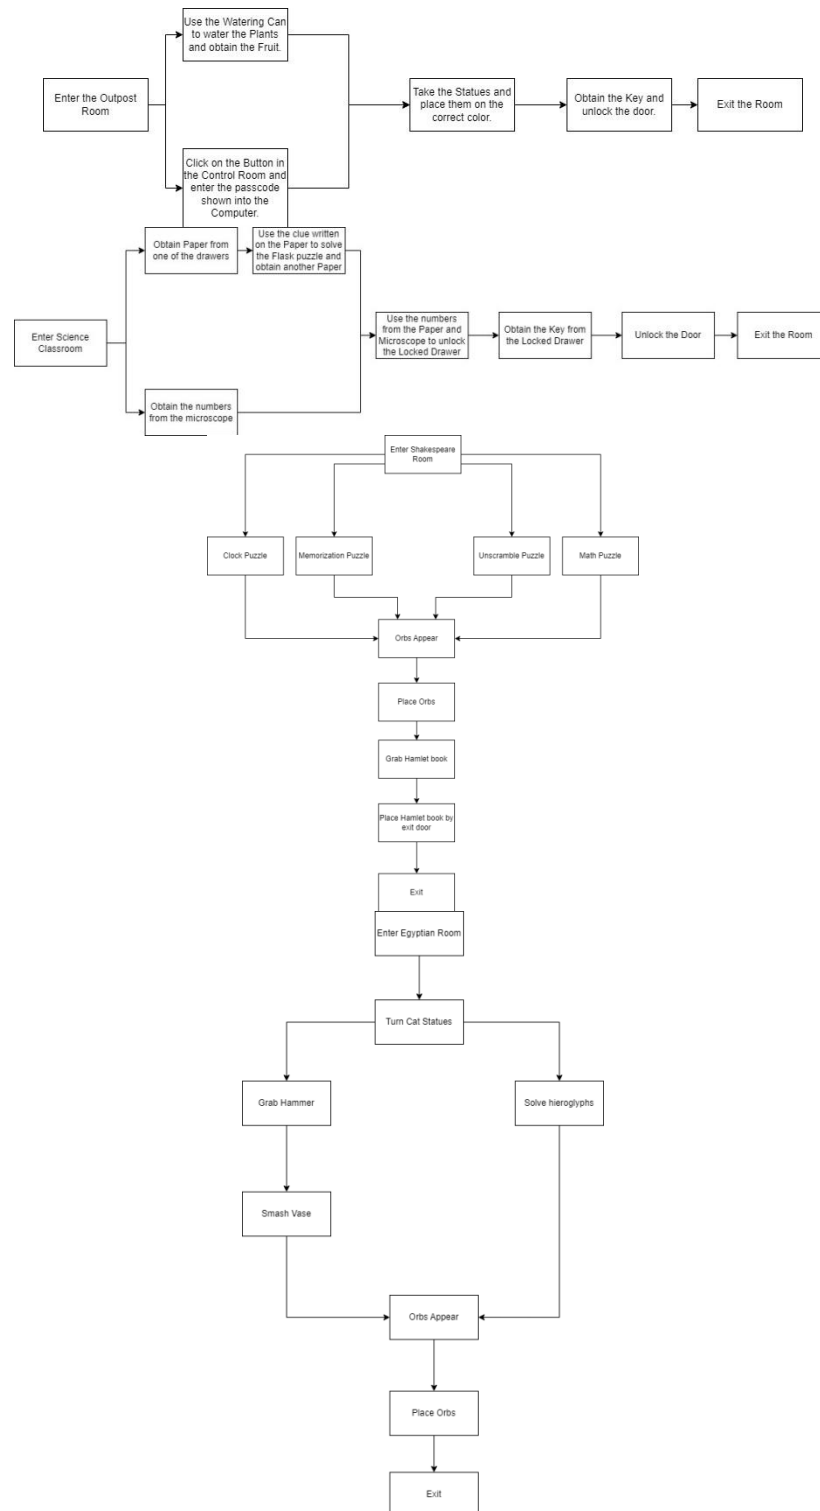 Use the Watering Can
to water the Plants
and obtain the Fruit.
Enter the Outpost
Room
Take the Statues and
place them on the
correct color.
Obtain the Key and
unlock the door.
Exit the Room
Click on the Button in
the Control Room and
enter the passcode
shown into the
Computer.
Obtain Paper from
one of the drawers
Use the clue written
on the Paper to solve
the Flask puzzle and
obtain another Paper
Enter Science
Classroom
Use the numbers
from the Paper and
Microscope to unlock
the Locked Drawer
Obtain the Key from
the Locked Drawer
Unlock the Door
Exit the Room
Obtain the numbers
from the microscope
Enter Shakespeare
Room
Clock Puzzle
Memorization Puzzle
Unscramble Puzzle
Math Puzzle
Orbs Appear
Place Orbs
Grab Hamlet book
Place Hamlet book by
exit door
Exit
Enter Egyptian Room
Turn Cat Statues
Grab Hammer
Solve hieroglyphs
Smash Vase
Orbs Appear
Place Orbs
Exit